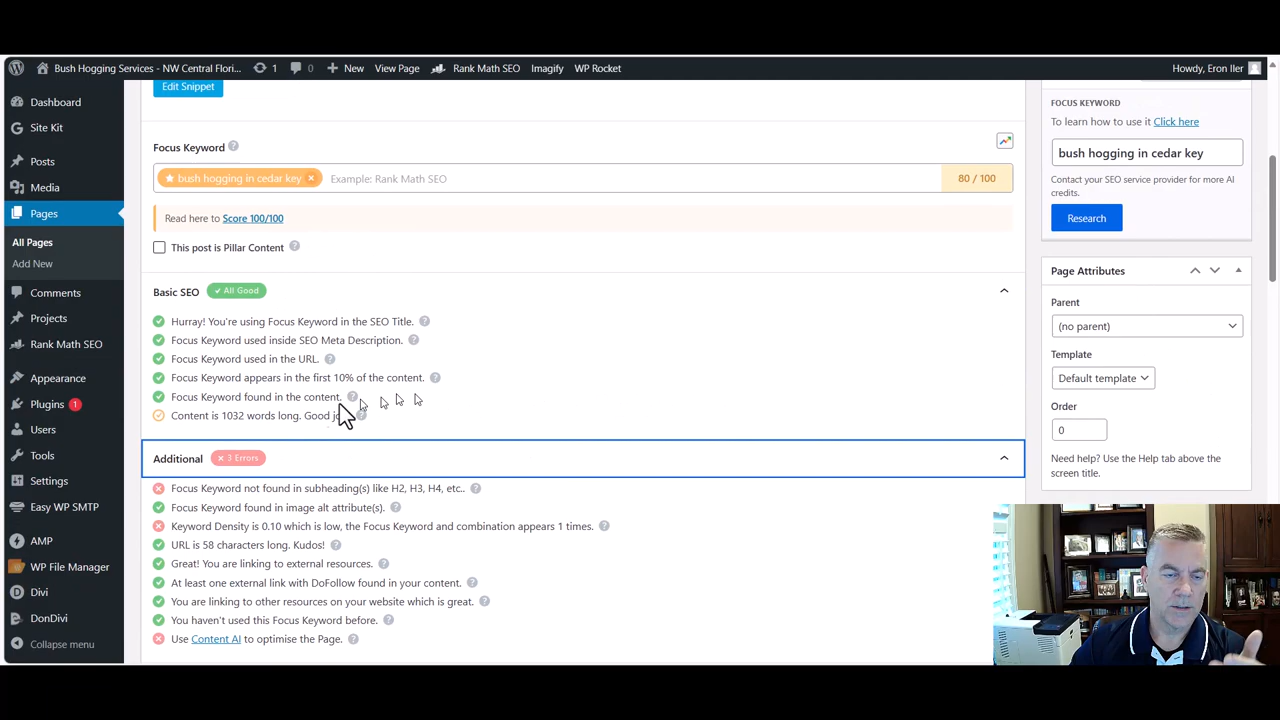 Bush Hogging Services - NW Central Flori...
1
0
New
View Page
Rank Math SEO
Imagify
WP Rocket
Howdy, Eron Iler
Dashboard
Site Kit
Posts
Media
Pages
All Pages
Add New
Comments
Projects
Rank Math SEO
Appearance
Plugins 1
Users
Tools
Settings
Easy WP SMTP
AMP
WP File Manager
Divi
DonDivi
Collapse menu
Edit Snippet
Focus Keyword ?
bush hogging in cedar key × Example: Rank Math SEO 80 / 100
Read here to Score 100/100
This post is Pillar Content ?
Basic SEO All Good
Hurray! You're using Focus Keyword in the SEO Title. ?
Focus Keyword used inside SEO Meta Description. ?
Focus Keyword used in the URL. ?
Focus Keyword appears in the first 10% of the content. ?
Focus Keyword found in the content. ?
Content is 1032 words long. Good ?
Additional × 3 Errors
Focus Keyword not found in subheading(s) like H2, H3, H4, etc.. ?
Focus Keyword found in image alt attribute(s). ?
Keyword Density is 0.10 which is low, the Focus Keyword and combination appears 1 times. ?
URL is 58 characters long. Kudos! ?
Great! You are linking to external resources. ?
At least one external link with DoFollow found in your content. ?
You are linking to other resources on your website which is great. ?
You haven't used this Focus Keyword before. ?
Use Content AI to optimise the Page. ?
FOCUS KEYWORD
To learn how to use it Click here
bush hogging in cedar key
Contact your SEO service provider for more AI
credits.
Research
Page Attributes
Parent
(no parent)
Template
Default template
Order
0
Need help? Use the Help tab above the
screen title.